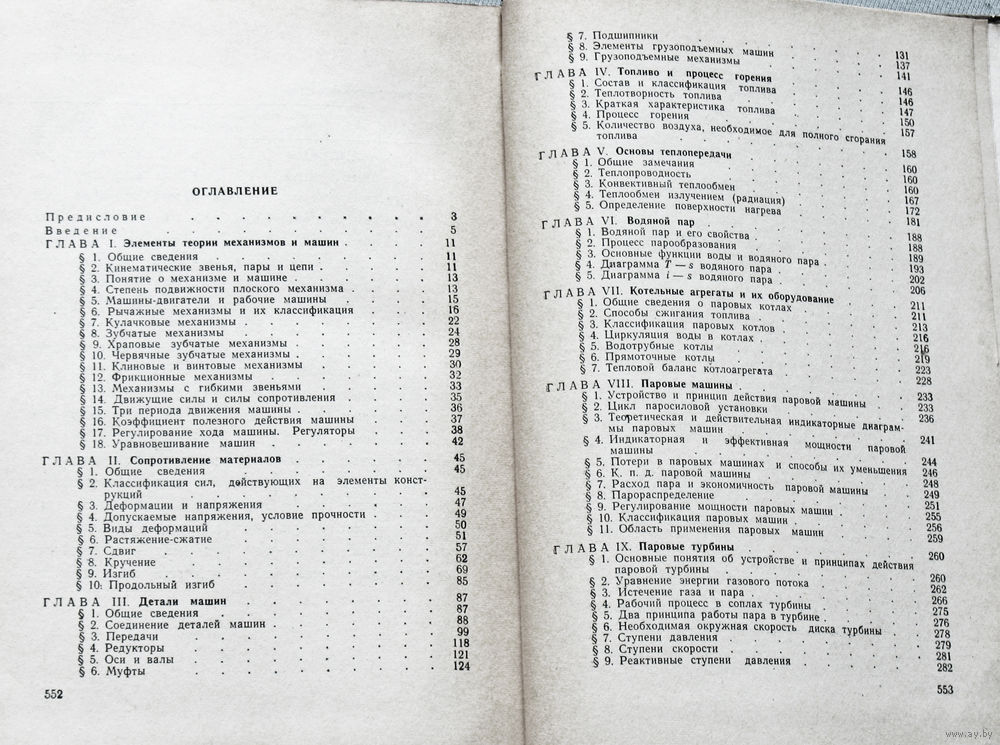 ОГЛАВЛЕНИЕ
Предисловие . . . . . . . . . . 3
Введение . . . . . . . . . . 5
ГЛАВА I. Элементы теории механизмов и машин . . . . 11
§ 1. Общие сведения . . . . . . . . 11
§ 2. Кинематические звенья, пары и цепи . . . . . 11
§ 3. Понятие о механизме и машине . . . . . . 13
§ 4. Степень подвижности плоского механизма . . . . 13
§ 5. Машины-двигатели и рабочие машины . . . . 15
§ 6. Рычажные механизмы и их классификация . . . . 16
§ 7. Кулачковые механизмы . . . . . . . 22
§ 8. Зубчатые механизмы . . . . . . . 24
§ 9. Храповые зубчатые механизмы . . . . . . 28
§ 10. Червячные зубчатые механизмы . . . . . . 29
§ 11. Клиновые и винтовые механизмы . . . . . 30
§ 12. Фрикционные механизмы . . . . . . 32
§ 13. Механизмы с гибкими звеньями . . . . . 33
§ 14. Движущие силы и силы сопротивления . . . . 35
§ 15. Три периода движения машины . . . . . . 36
§ 16. Коэффициент полезного действия машины . . . 37
§ 17. Регулирование хода машины. Регуляторы . . . 38
§ 18. Уравновешивание машин . . . . . . . 42
ГЛАВА II. Сопротивление материалов . . . . . . 45
§ 1. Общие сведения . . . . . . . . 45
§ 2. Классификация сил, действующих на элементы конст-
рукций . . . . . . . . . . 45
§ 3. Деформации и напряжения . . . . . . 47
§ 4. Допускаемые напряжения, условие прочности . . . 49
§ 5. Виды деформаций . . . . . . . . 50
§ 6. Растяжение-сжатие . . . . . . . . 51
§ 7. Сдвиг . . . . . . . . . . 57
§ 8. Кручение . . . . . . . . . 62
§ 9. Изгиб . . . . . . . . . . 69
§ 10. Продольный изгиб . . . . . . . . 85
ГЛАВА III. Детали машин . . . . . . . . 87
§ 1. Общие сведения . . . . . . . . 87
§ 2. Соединение деталей машин . . . . . . 88
§ 3. Передачи . . . . . . . . . 99
§ 4. Редукторы . . . . . . . . . 118
§ 5. Оси и валы . . . . . . . . . 121
§ 6. Муфты . . . . . . . . . . 124
552
§ 7. Подшипники . . . . . . . . 131
§ 8. Элементы грузоподъемных машин . . . . 137
§ 9. Грузоподъемные механизмы . . . . . 141
ГЛАВА IV. Топливо и процесс горения . . . . . 146
§ 1. Состав и классификация топлива . . . . 146
§ 2. Теплотворность топлива . . . . . . 147
§ 3. Краткая характеристика топлива . . . . 150
§ 4. Процесс горения . . . . . . . 157
§ 5. Количество воздуха, необходимое для полного сгорания
топлива . . . . . . . . . 158
ГЛАВА V. Основы теплопередачи . . . . . . 160
§ 1. Общие замечания . . . . . . . 160
§ 2. Теплопроводность . . . . . . . 160
§ 3. Конвективный теплообмен . . . . . 167
§ 4. Теплообмен излучением (радиация) . . . . 172
§ 5. Определение поверхности нагрева . . . . 181
ГЛАВА VI. Водяной пар . . . . . . . . 188
§ 1. Водяной пар и его свойства . . . . . 188
§ 2. Процесс парообразования . . . . . . 189
§ 3. Основные функции воды и водяного пара . . . 193
§ 4. Диаграмма T — s водяного пара . . . . . 202
§ 5. Диаграмма i — s водяного пара . . . . . 206
ГЛАВА VII. Котельные агрегаты и их оборудование . . . 211
§ 1. Общие сведения о паровых котлах . . . . 211
§ 2. Способы сжигания топлива . . . . . . 213
§ 3. Классификация паровых котлов . . . . . 216
§ 4. Циркуляция воды в котлах . . . . . . 216
§ 5. Водотрубные котлы . . . . . . . 219
§ 6. Прямоточные котлы . . . . . . . 223
§ 7. Тепловой баланс котлоагрегата . . . . . 228
ГЛАВА VIII. Паровые машины . . . . . . . 233
§ 1. Устройство и принцип действия паровой машины . . 233
§ 2. Цикл паросиловой установки . . . . . 236
§ 3. Теоретическая и действительная индикаторные диаграм-
мы паровых машин . . . . . . . 241
§ 4. Индикаторная и эффективная мощности паровой
машины . . . . . . . . . 244
§ 5. Потери в паровых машинах и способы их уменьшения 246
§ 6. К. п. д. паровой машины . . . . . . 248
§ 7. Расход пара и экономичность паровой машины . . 249
§ 8. Парораспределение . . . . . . . 251
§ 9. Регулирование мощности паровых машин . . . 255
§ 10. Классификация паровых машин . . . . . 256
§ 11. Область применения паровых машин . . . . 259
ГЛАВА IX. Паровые турбины . . . . . . . 260
§ 1. Основные понятия об устройстве и принципах действия
паровой турбины . . . . . . . . 260
§ 2. Уравнение энергии газового потока . . . . 262
§ 3. Истечение газа и пара . . . . . . . 266
§ 4. Рабочий процесс в соплах турбины . . . . 275
§ 5. Два принципа работы пара в турбине . . . . 276
§ 6. Необходимая окружная скорость диска турбины . . 278
§ 7. Ступени давления . . . . . . . 279
§ 8. Ступени скорости . . . . . . . . 281
§ 9. Реактивные ступени давления . . . . . 282
553
www.ay.by